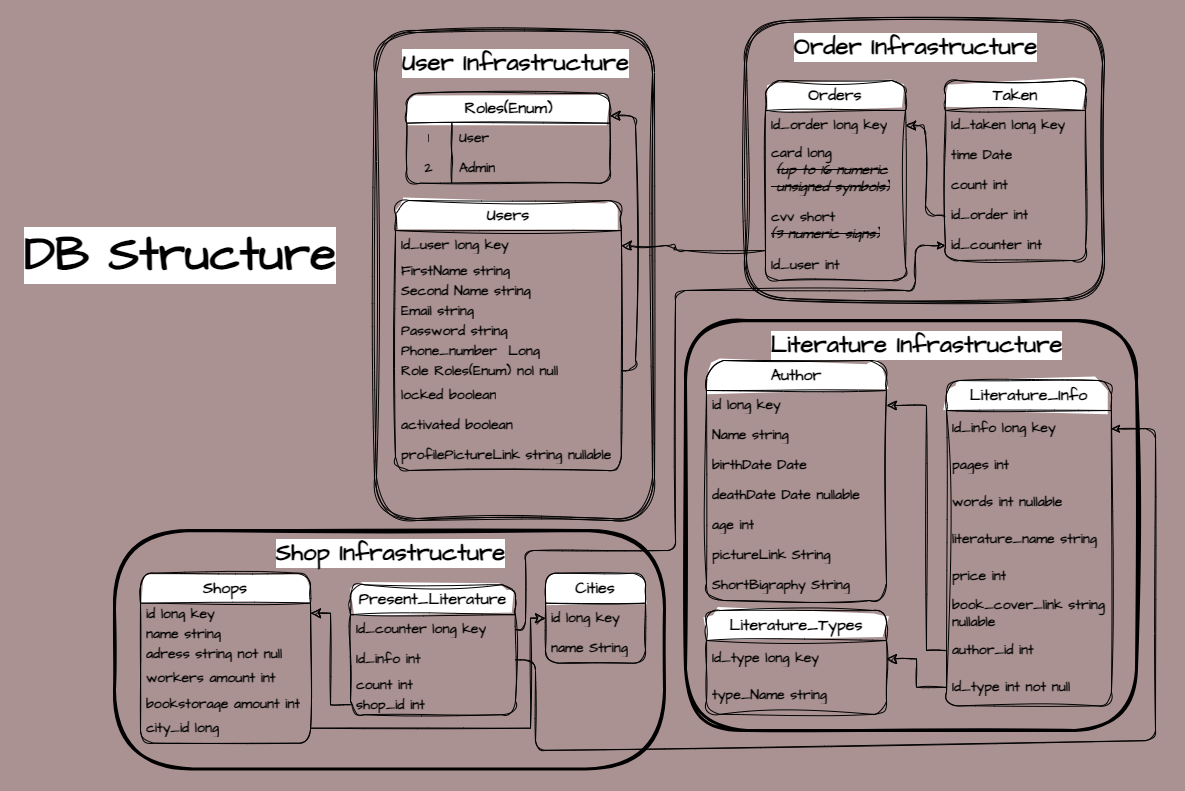 DB Structure
User Infrastructure
Roles(Enum)
1 User
2 Admin
Users
id_user long key
FirstName string
Second Name string
Email string
Password string
Phone_number Long
Role Roles(Enum) not null
locked boolean
activated boolean
profilePictureLink string nullable
Order Infrastructure
Orders
id_order long key
card long
(up to 16 numeric
unsigned symbols)
cvv short
(3 numeric signs)
id_user int
Taken
id_taken long key
time Date
count int
id_order int
id_counter int
Literature Infrastructure
Author
id long key
Name string
birthDate Date
deathDate Date nullable
age int
pictureLink String
ShortBigraphy String
Literature_Types
id_type long key
type_Name string
Literature_Info
id_info long key
pages int
words int nullable
literature_name string
price int
book_cover_link string
nullable
author_id int
id_type int not null
Shop Infrastructure
Shops
id long key
name string
adress string not null
workers amount int
bookstorage amount int
city_id long
Present_Literature
id_counter long key
id_info int
count int
shop_id int
Cities
id long key
name String